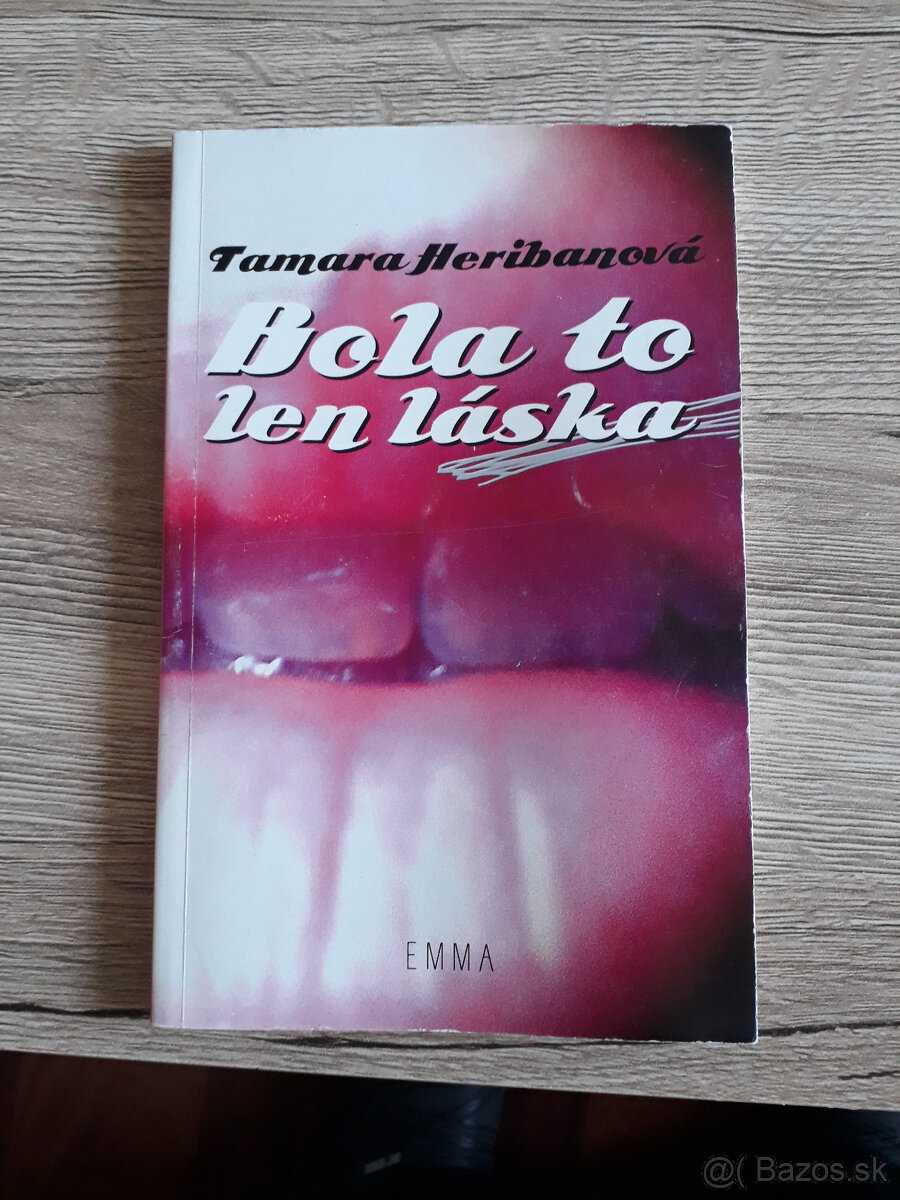 Tamara Heribanová
Bola to
len láska
EMMA
@( Bazos.sk